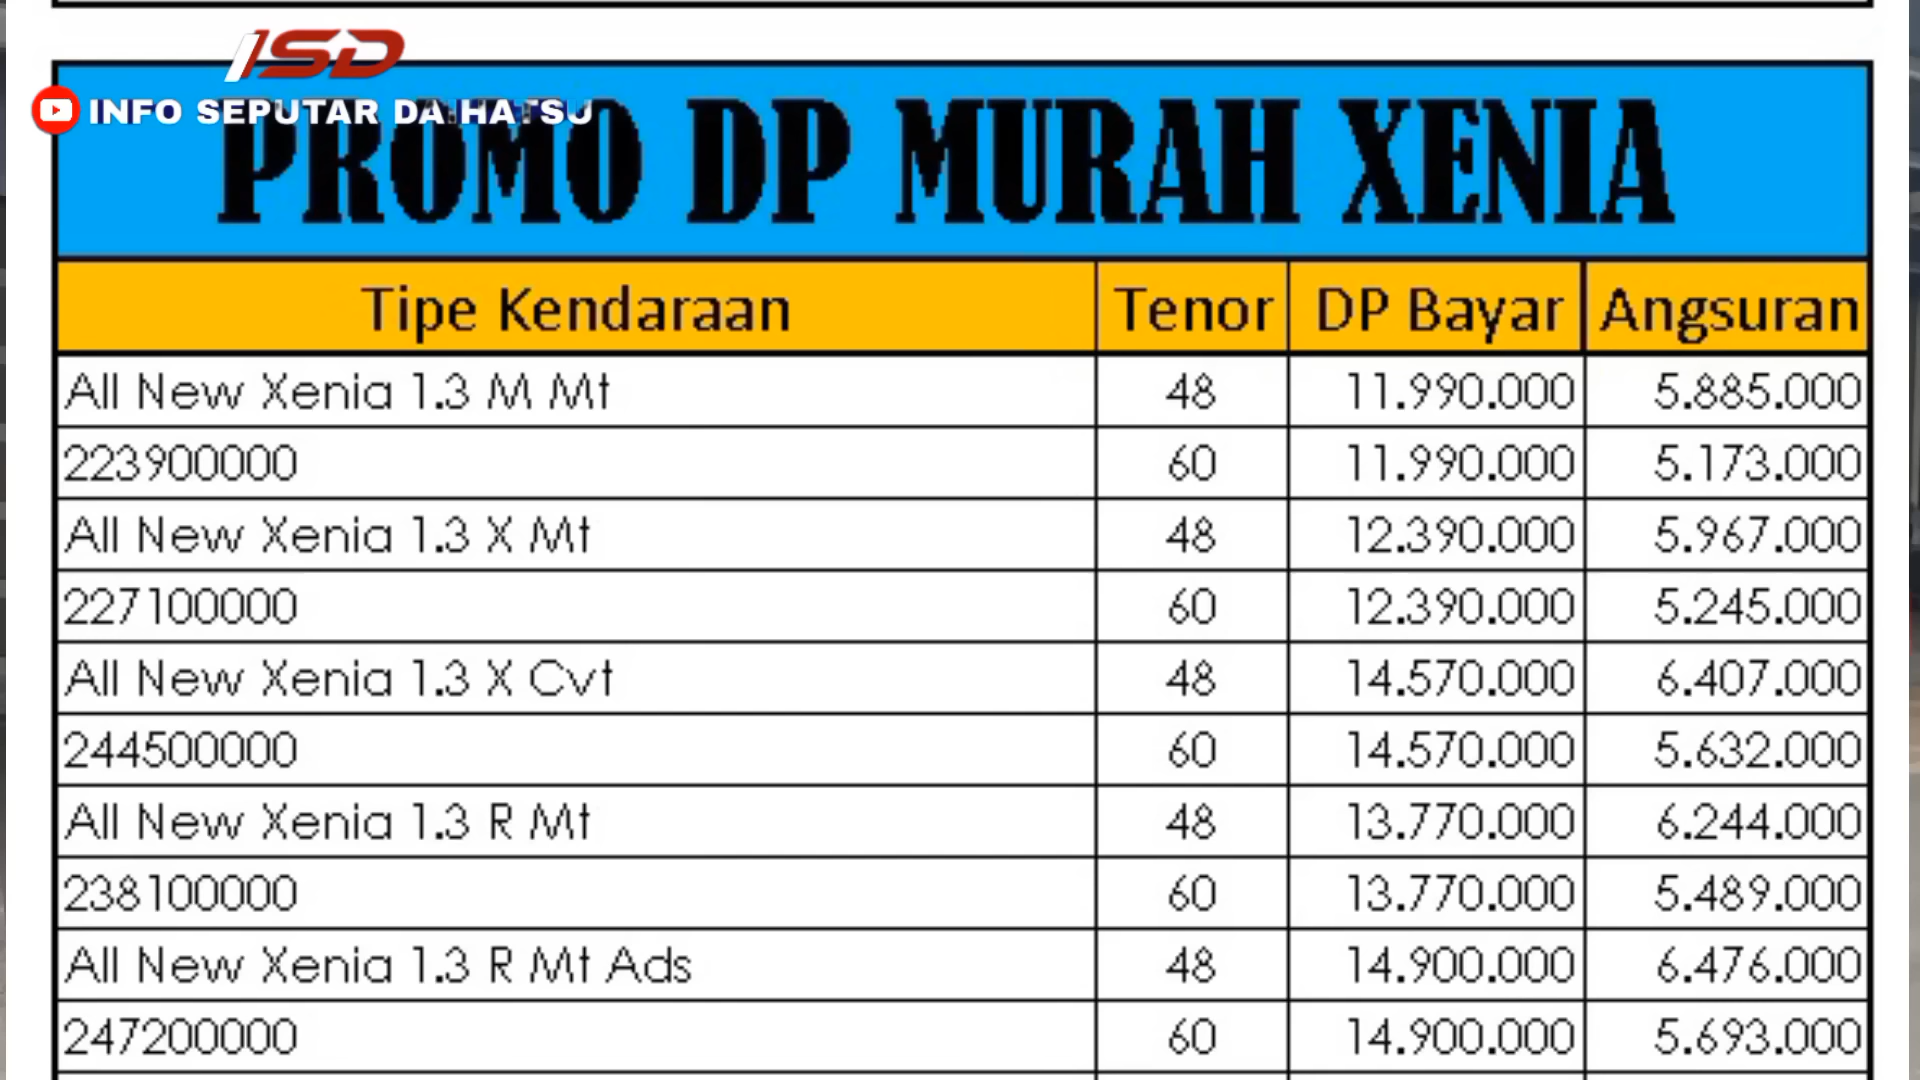 ISD
INFO SEPUTAR DAIHATSU
PROMO DP MURAH XENIA
Tipe Kendaraan Tenor DP Bayar Angsuran
All New Xenia 1.3 M Mt 48 11.990.000 5.885.000
223900000 60 11.990.000 5.173.000
All New Xenia 1.3 X Mt 48 12.390.000 5.967.000
227100000 60 12.390.000 5.245.000
All New Xenia 1.3 X Cvt 48 14.570.000 6.407.000
244500000 60 14.570.000 5.632.000
All New Xenia 1.3 R Mt 48 13.770.000 6.244.000
238100000 60 13.770.000 5.489.000
All New Xenia 1.3 R Mt Ads 48 14.900.000 6.476.000
247200000 60 14.900.000 5.693.000